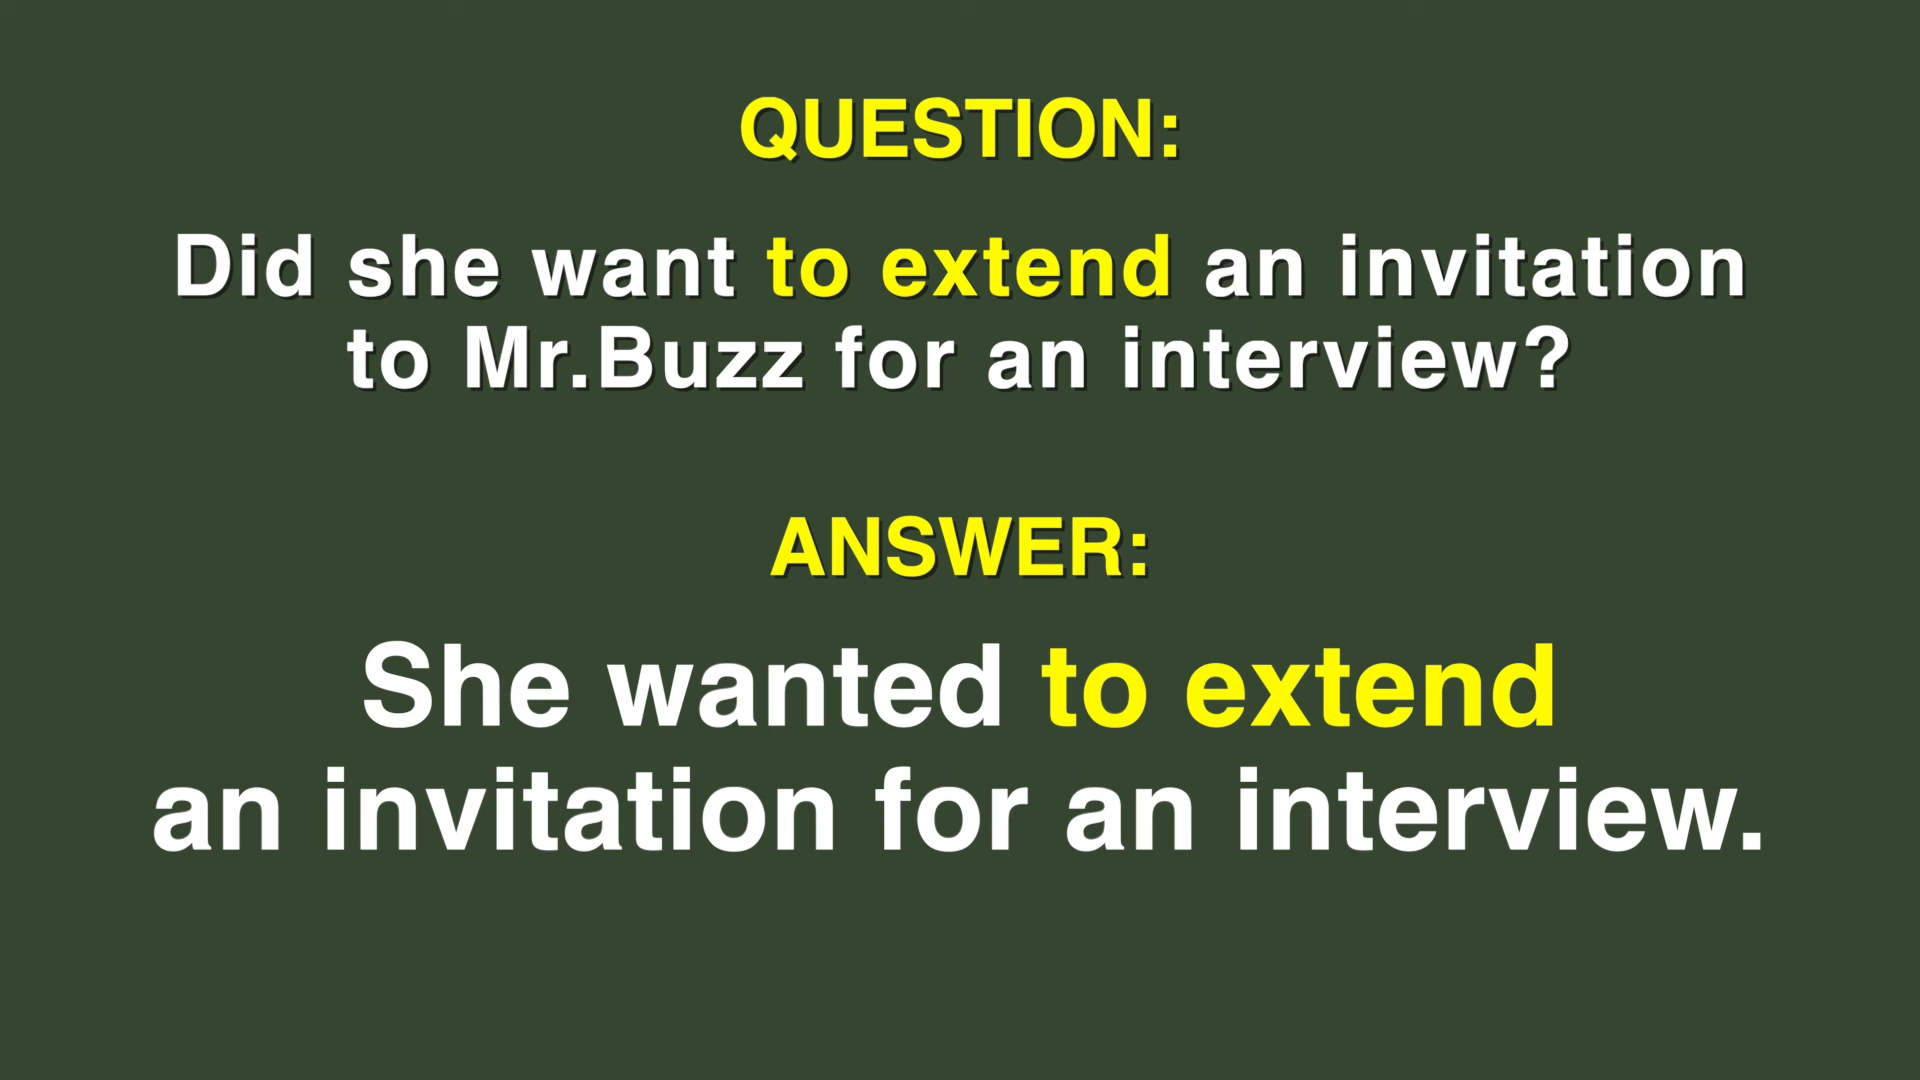 QUESTION:
Did she want to extend an invitation
to Mr.Buzz for an interview?
ANSWER:
She wanted to extend
an invitation for an interview.